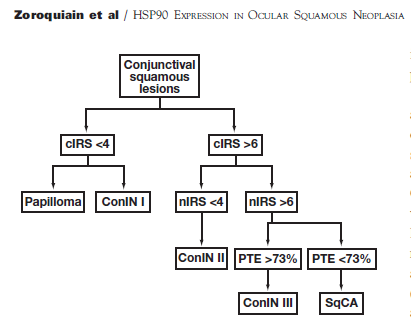 Zoroquiain et al / HSP90 Expression in Ocular Squamous Neoplasia
Conjunctival
squamous
lesions
cIRS <4
cIRS >6
Papilloma
ConIN I
nIRS <4
nIRS >6
ConIN II
PTE >73%
PTE <73%
ConIN III
SqCA